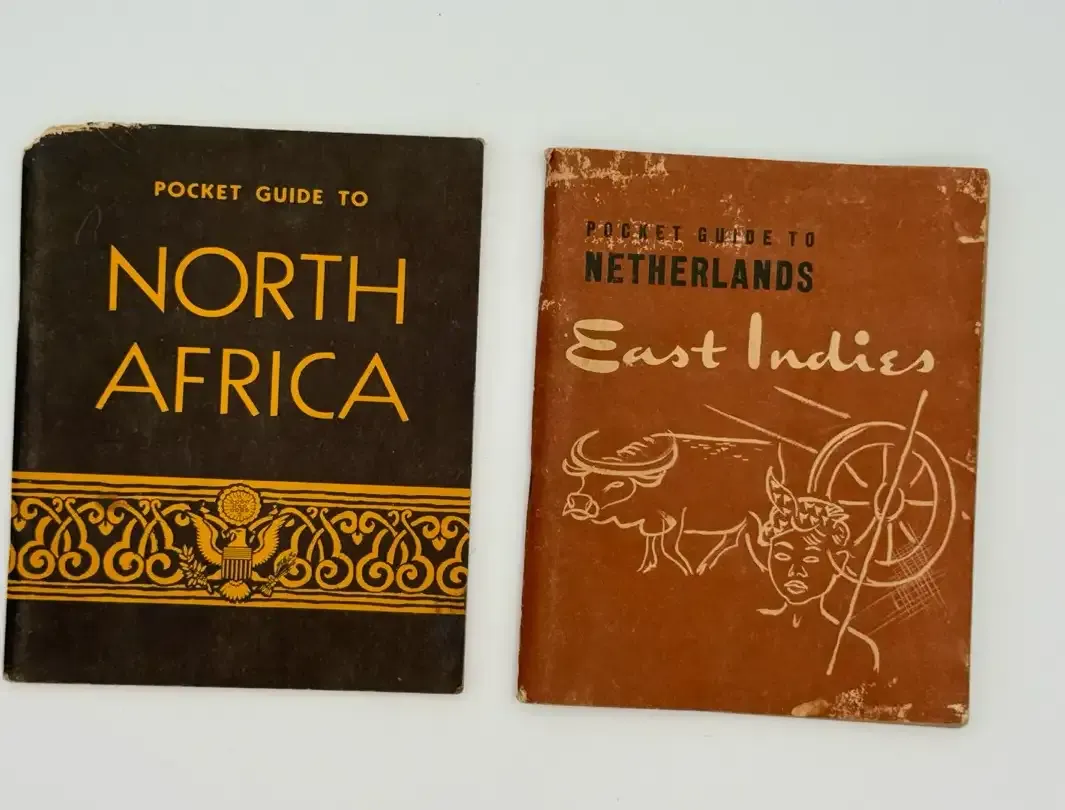 POCKET GUIDE TO
NORTH
AFRICA
POCKET GUIDE TO
NETHERLANDS
East Indies